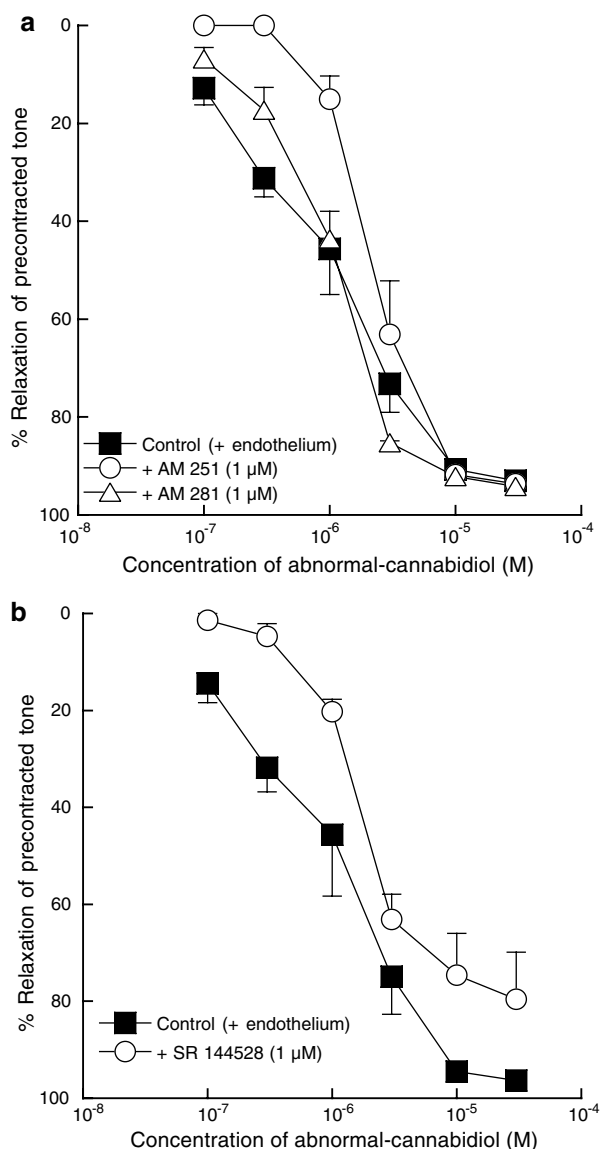 a
% Relaxation of precontracted tone
0
20
40
60
80
100
Control (+ endothelium)
+ AM 251 (1 µM)
+ AM 281 (1 µM)
10⁻⁸ 10⁻⁷ 10⁻⁶ 10⁻⁵ 10⁻⁴
Concentration of abnormal-cannabidiol (M)
b
% Relaxation of precontracted tone
0
20
40
60
80
100
Control (+ endothelium)
+ SR 144528 (1 µM)
10⁻⁸ 10⁻⁷ 10⁻⁶ 10⁻⁵ 10⁻⁴
Concentration of abnormal-cannabidiol (M)